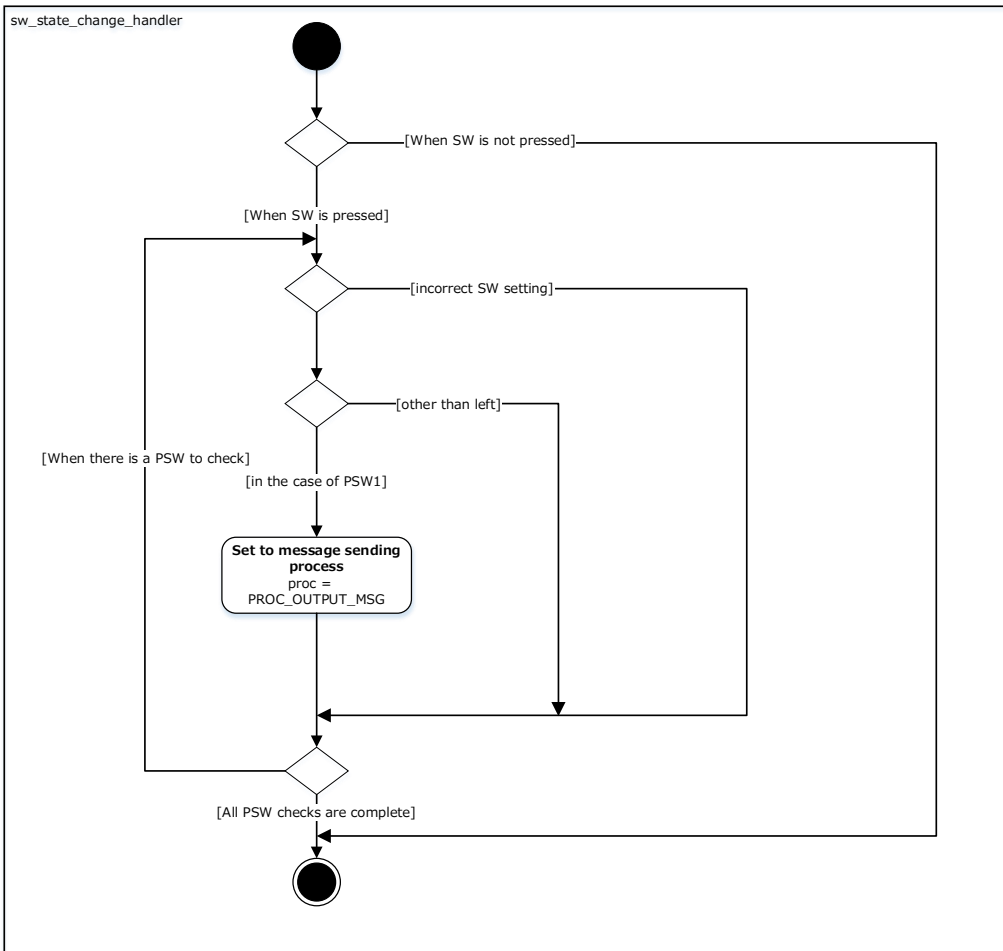 sw_state_change_handler
[When SW is not pressed]
[When SW is pressed]
[incorrect SW setting]
[other than left]
[When there is a PSW to check]
[in the case of PSW1]
Set to message sending
process
proc =
PROC_OUTPUT_MSG
[All PSW checks are complete]